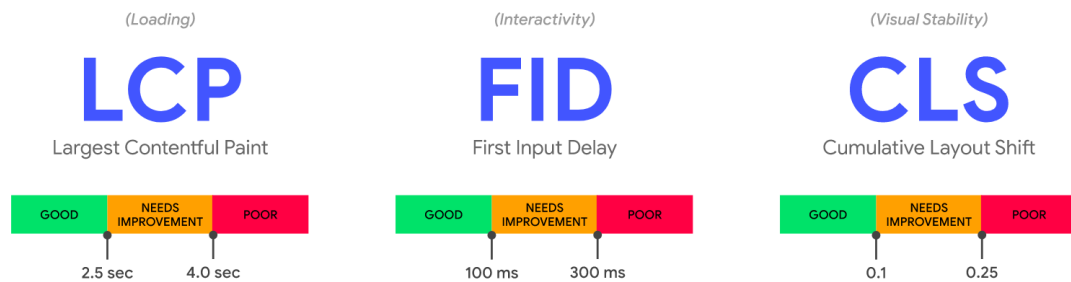 (Loading)
LCP
Largest Contentful Paint
GOOD
NEEDS
IMPROVEMENT
POOR
2.5 sec
4.0 sec
(Interactivity)
FID
First Input Delay
GOOD
NEEDS
IMPROVEMENT
POOR
100 ms
300 ms
(Visual Stability)
CLS
Cumulative Layout Shift
GOOD
NEEDS
IMPROVEMENT
POOR
0.1
0.25